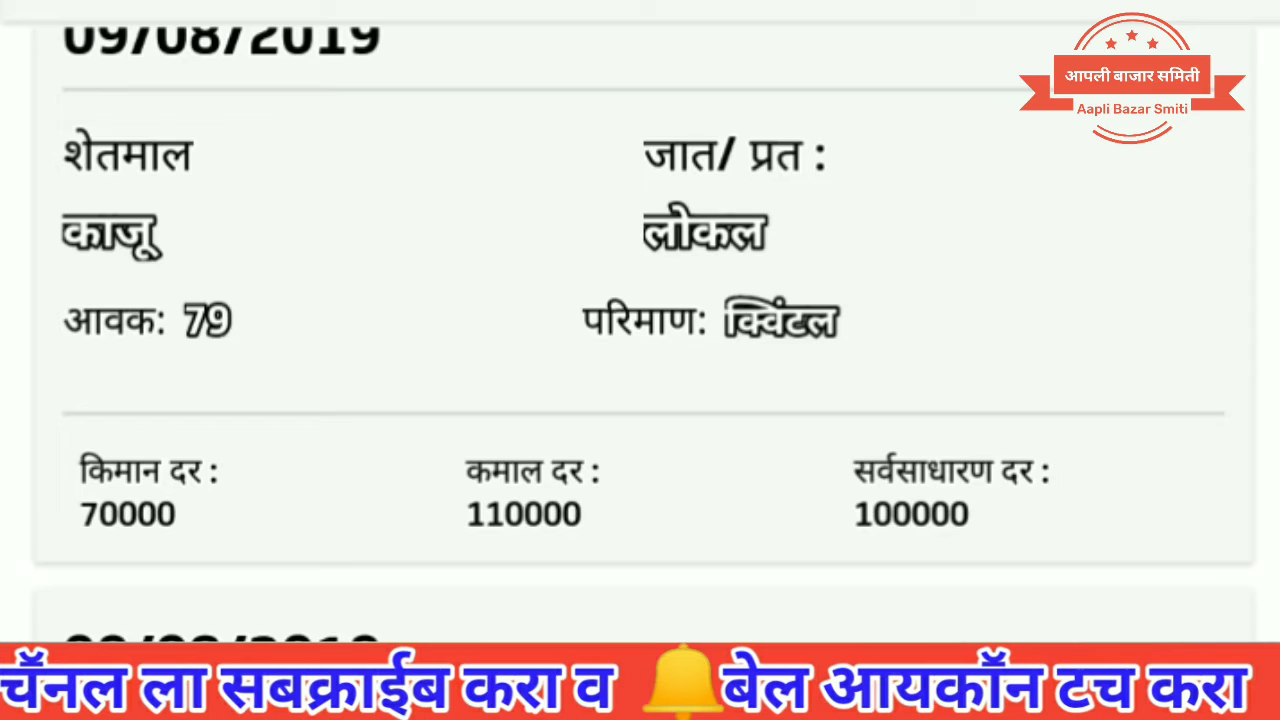 09/08/2019
आपली बाजार समिती
Aapli Bazar Smiti
शेतमाल
जात/ प्रत :
काजू
लोकल
आवक: 79
परिमाण: क्विंटल
किमान दर :
कमाल दर :
सर्वसाधारण दर :
70000
110000
100000
चॅनल ला सबक्राईब करा व 🔔बेल आयकॉन टच करा